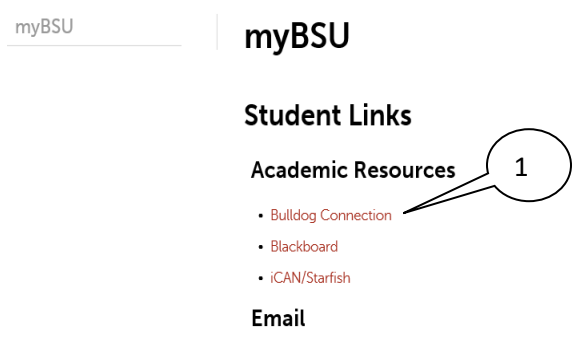 myBSU
myBSU
Student Links
Academic Resources
1
• Bulldog Connection
• Blackboard
• iCAN/Starfish
Email